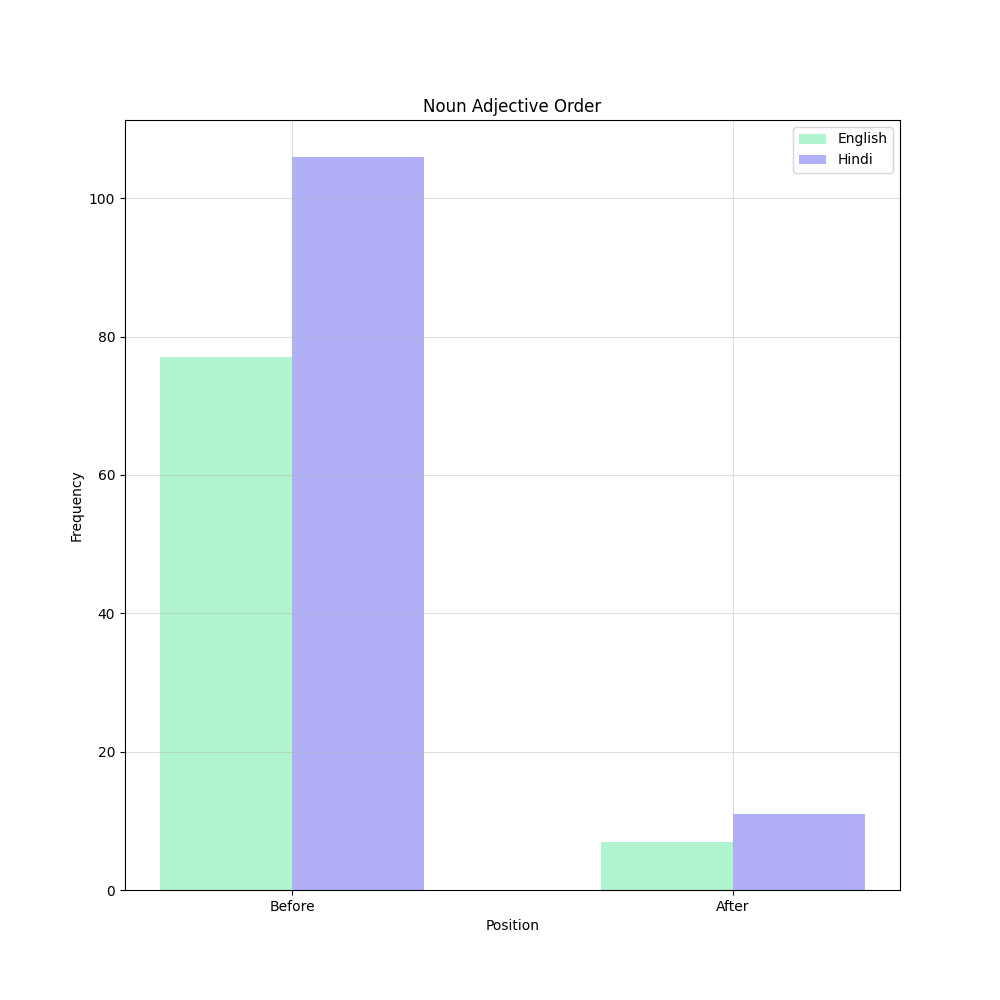 Noun Adjective Order
English
Hindi
100
80
60
40
20
0
Frequency
Before
After
Position